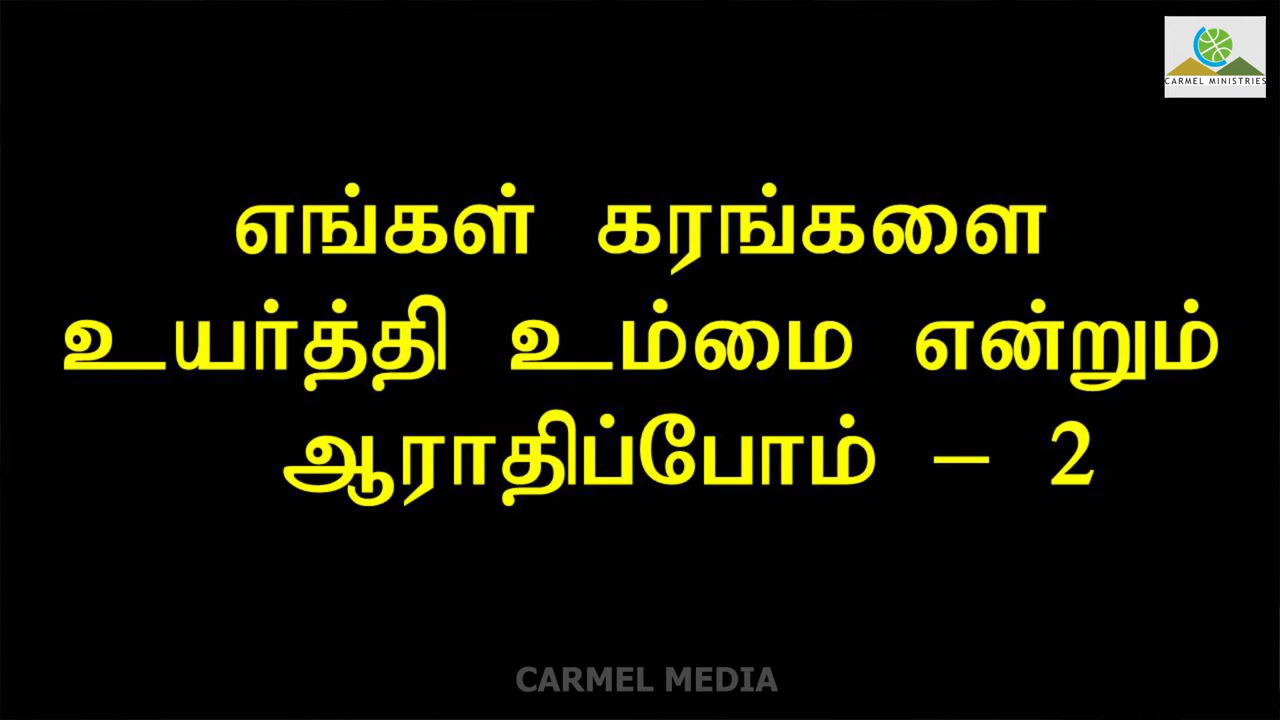 CARMEL MINISTRIES
எங்கள் கரங்களை
உயர்த்தி உம்மை என்றும்
ஆராதிப்போம் – 2
CARMEL MEDIA